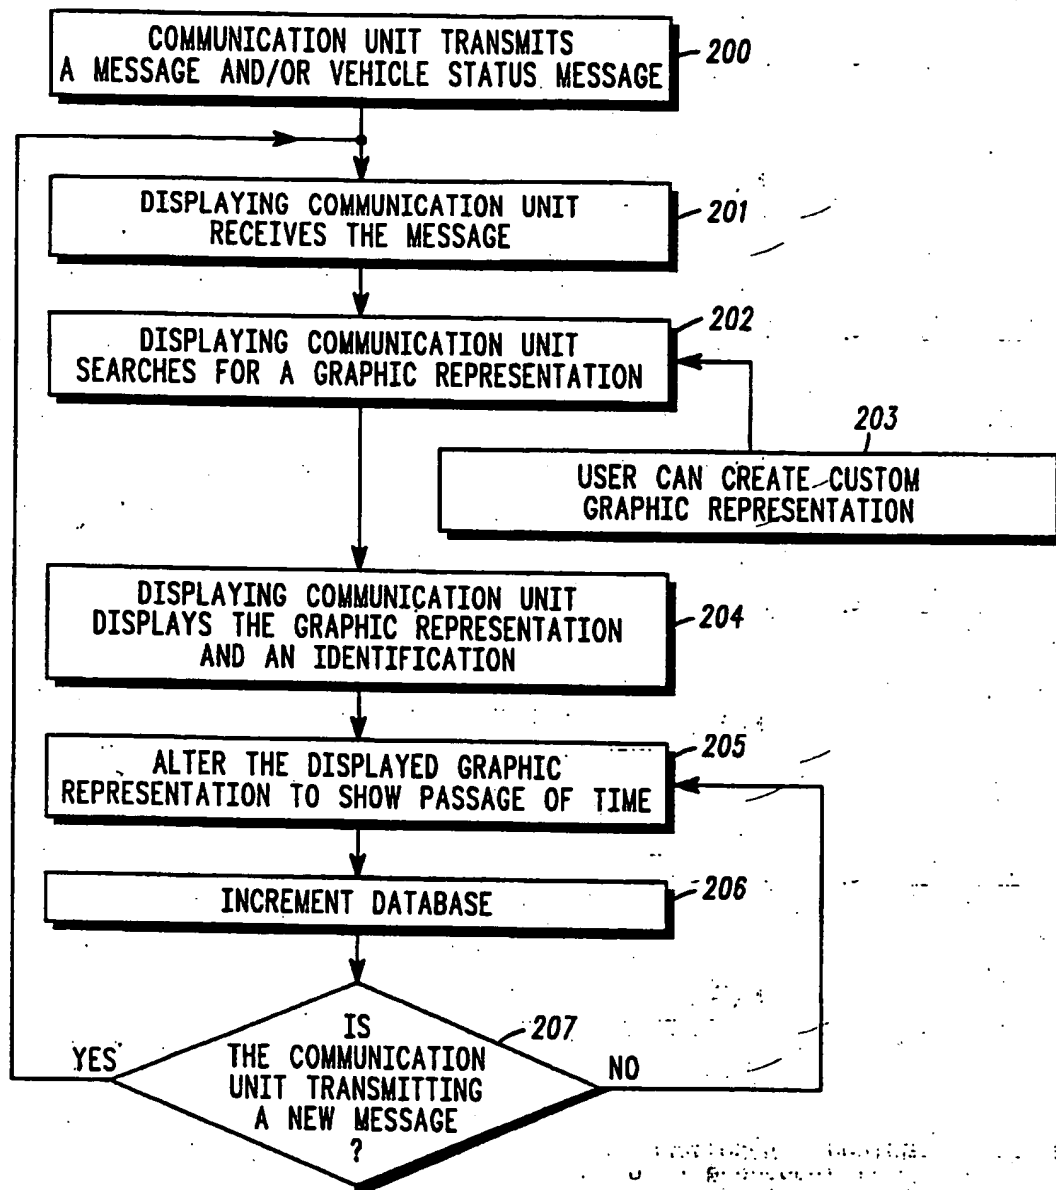 COMMUNICATION UNIT TRANSMITS
A MESSAGE AND/OR VEHICLE STATUS MESSAGE
200
DISPLAYING COMMUNICATION UNIT
RECEIVES THE MESSAGE
201
DISPLAYING COMMUNICATION UNIT
SEARCHES FOR A GRAPHIC REPRESENTATION
202
203
USER CAN CREATE CUSTOM
GRAPHIC REPRESENTATION
DISPLAYING COMMUNICATION UNIT
DISPLAYS THE GRAPHIC REPRESENTATION
AND AN IDENTIFICATION
204
ALTER THE DISPLAYED GRAPHIC
REPRESENTATION TO SHOW PASSAGE OF TIME
205
INCREMENT DATABASE
206
IS
THE COMMUNICATION
UNIT TRANSMITTING
A NEW MESSAGE
?
207
YES
NO